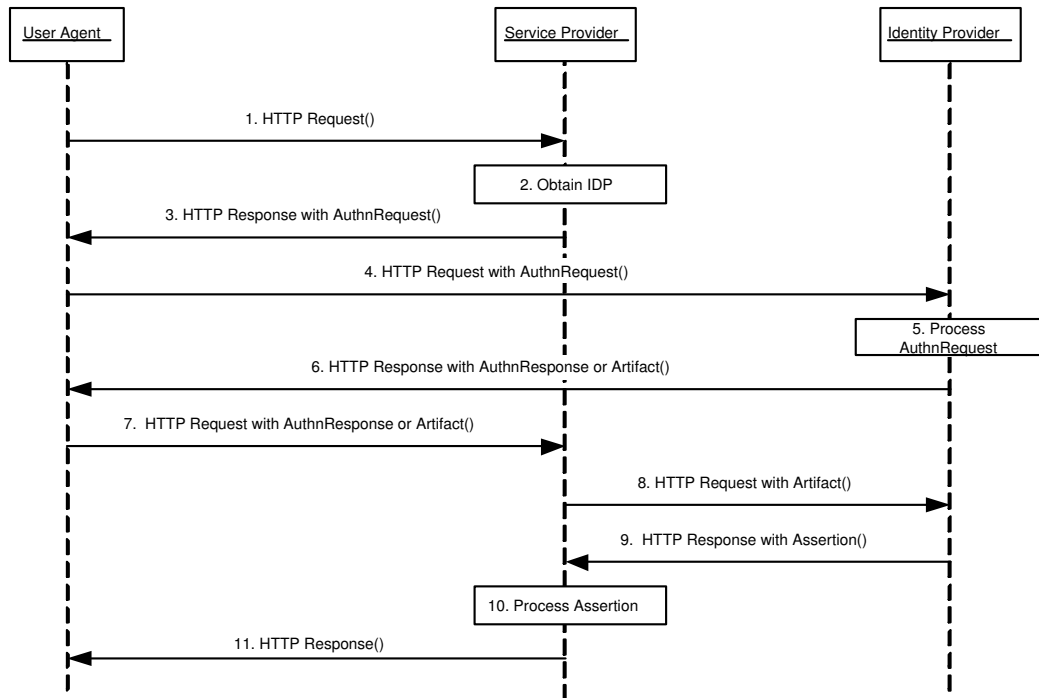 User Agent
Service Provider
Identity Provider
1. HTTP Request()
2. Obtain IDP
3. HTTP Response with AuthnRequest()
4. HTTP Request with AuthnRequest()
5. Process
AuthnRequest
6. HTTP Response with AuthnResponse or Artifact()
7. HTTP Request with AuthnResponse or Artifact()
8. HTTP Request with Artifact()
9. HTTP Response with Assertion()
10. Process Assertion
11. HTTP Response()